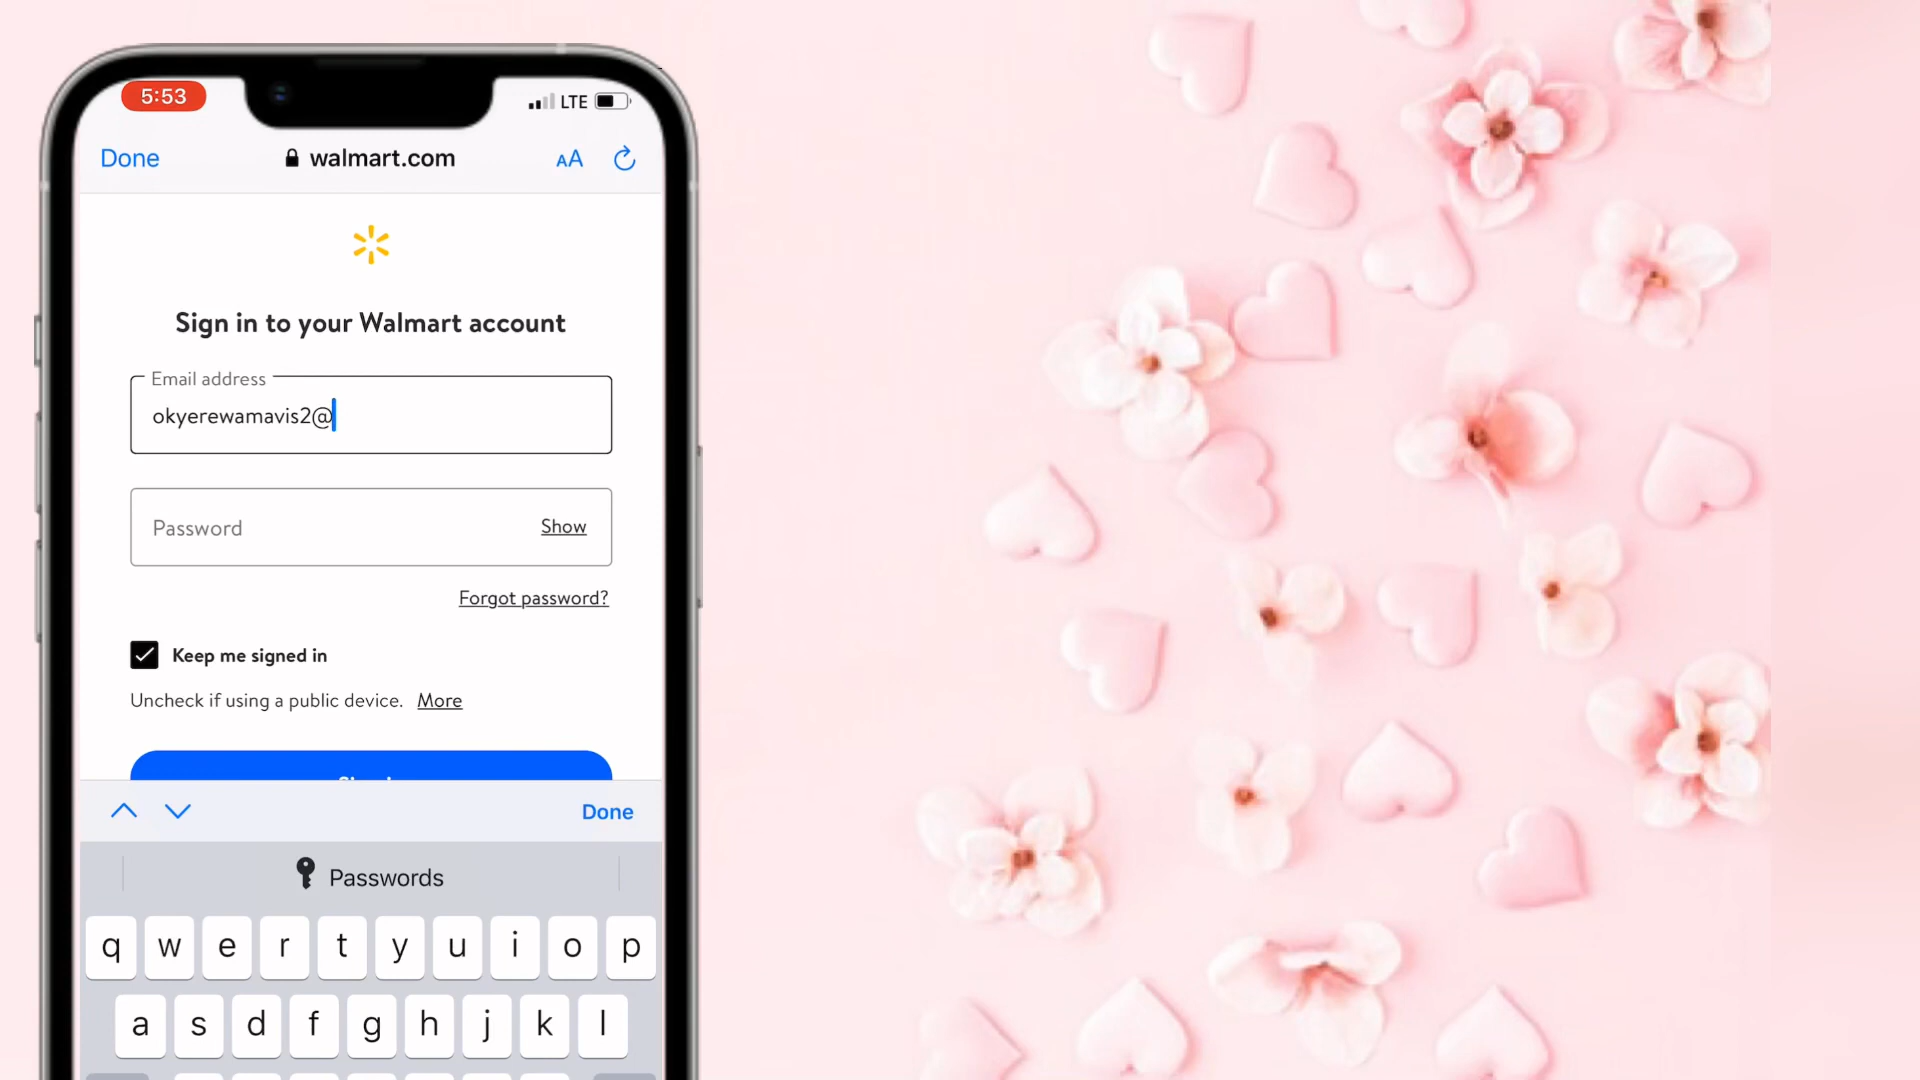 5:53
LTE
Done
walmart.com
AA
Sign in to your Walmart account
Email address
okyerewamavis2@
Password
Show
Forgot password?
Keep me signed in
Uncheck if using a public device. More
Done
Passwords
q w e r t y u i o p
a s d f g h j k l